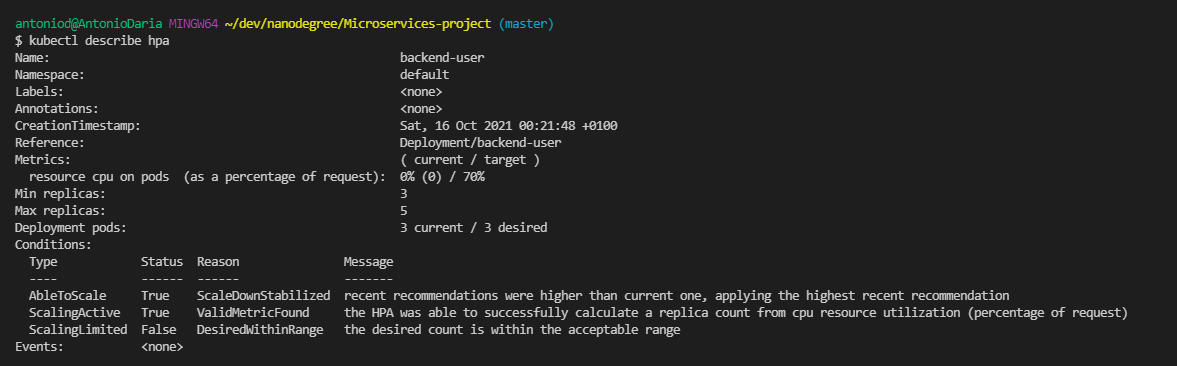 antoniod@AntonioDaria MINGW64 ~/dev/nanodegree/Microservices-project (master)
$ kubectl describe hpa
Name:                                                  backend-user
Namespace:                                             default
Labels:                                                <none>
Annotations:                                           <none>
CreationTimestamp:                                     Sat, 16 Oct 2021 00:21:48 +0100
Reference:                                             Deployment/backend-user
Metrics:                                               ( current / target )
  resource cpu on pods  (as a percentage of request):  0% (0) / 70%
Min replicas:                                          3
Max replicas:                                          5
Deployment pods:                                       3 current / 3 desired
Conditions:
  Type            Status  Reason              Message
  ----            ------  ------              -------
  AbleToScale     True    ScaleDownStabilized  recent recommendations were higher than current one, applying the highest recent recommendation
  ScalingActive   True    ValidMetricFound    the HPA was able to successfully calculate a replica count from cpu resource utilization (percentage of request)
  ScalingLimited  False   DesiredWithinRange  the desired count is within the acceptable range
Events:           <none>